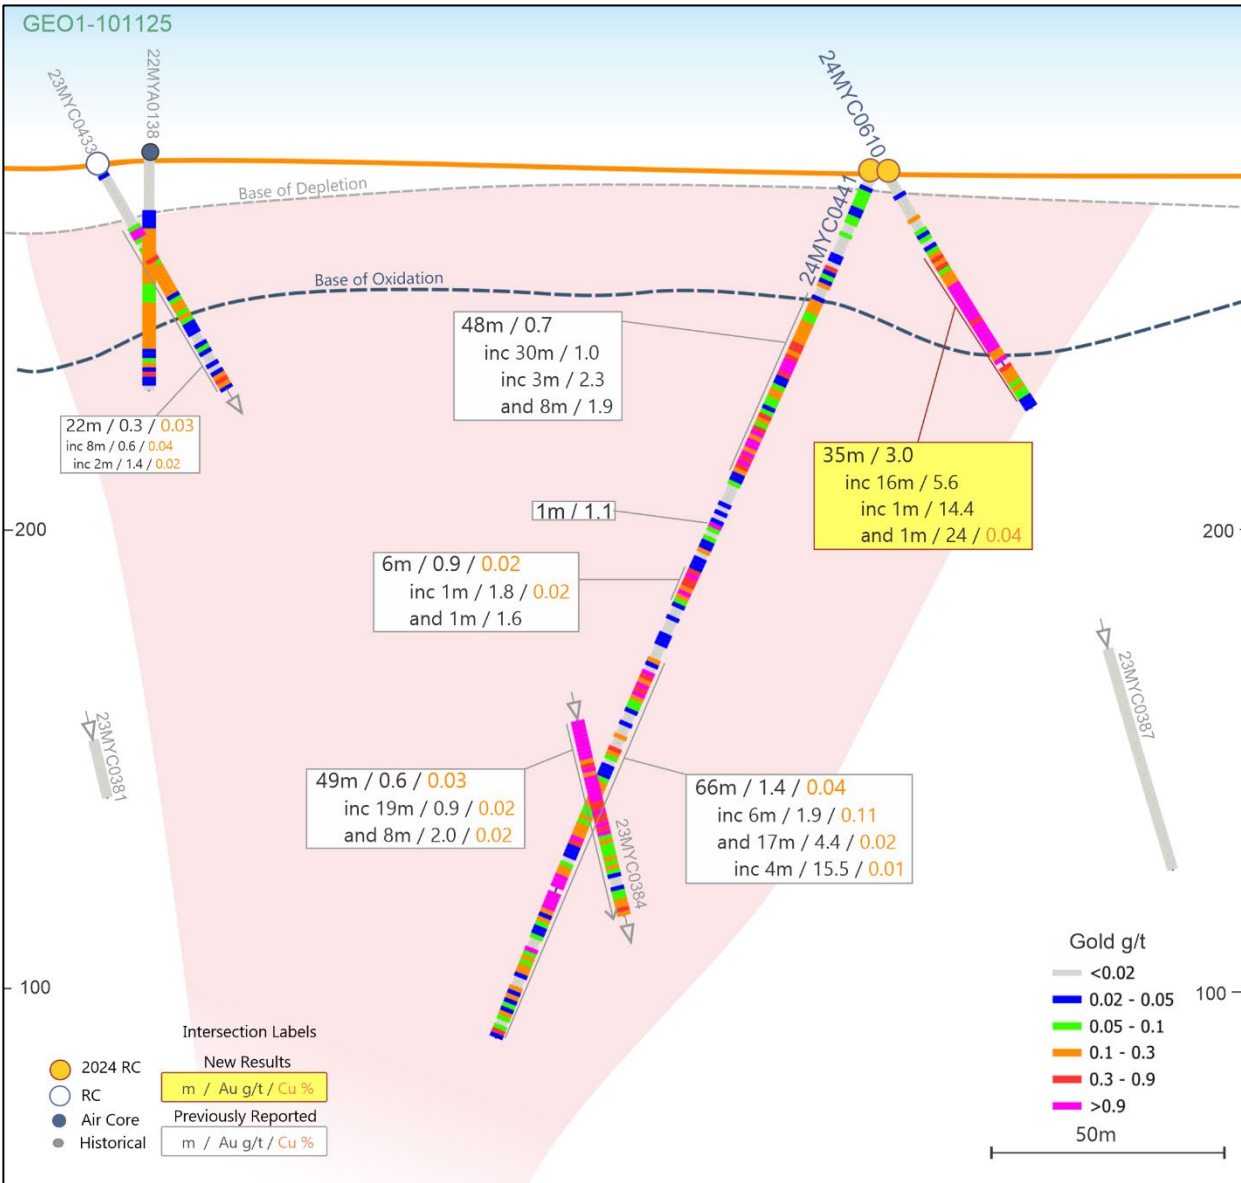 GEO1-101125
23MYC0433
22MYA0138
24MYC0610
24MYC0441
Base of Depletion
Base of Oxidation
48m / 0.7
inc 30m / 1.0
inc 3m / 2.3
and 8m / 1.9
22m / 0.3 / 0.03
inc 8m / 0.6 / 0.04
inc 2m / 1.4 / 0.02
35m / 3.0
inc 16m / 5.6
inc 1m / 14.4
and 1m / 24 / 0.04
1m / 1.1
200
200
6m / 0.9 / 0.02
inc 1m / 1.8 / 0.02
and 1m / 1.6
23MYC0381
23MYC0387
49m / 0.6 / 0.03
inc 19m / 0.9 / 0.02
and 8m / 2.0 / 0.02
23MYC0384
66m / 1.4 / 0.04
inc 6m / 1.9 / 0.11
and 17m / 4.4 / 0.02
inc 4m / 15.5 / 0.01
100
100
Intersection Labels
New Results
m / Au g/t / Cu %
Previously Reported
m / Au g/t / Cu %
2024 RC
RC
Air Core
Historical
Gold g/t
<0.02
0.02 - 0.05
0.05 - 0.1
0.1 - 0.3
0.3 - 0.9
>0.9
50m